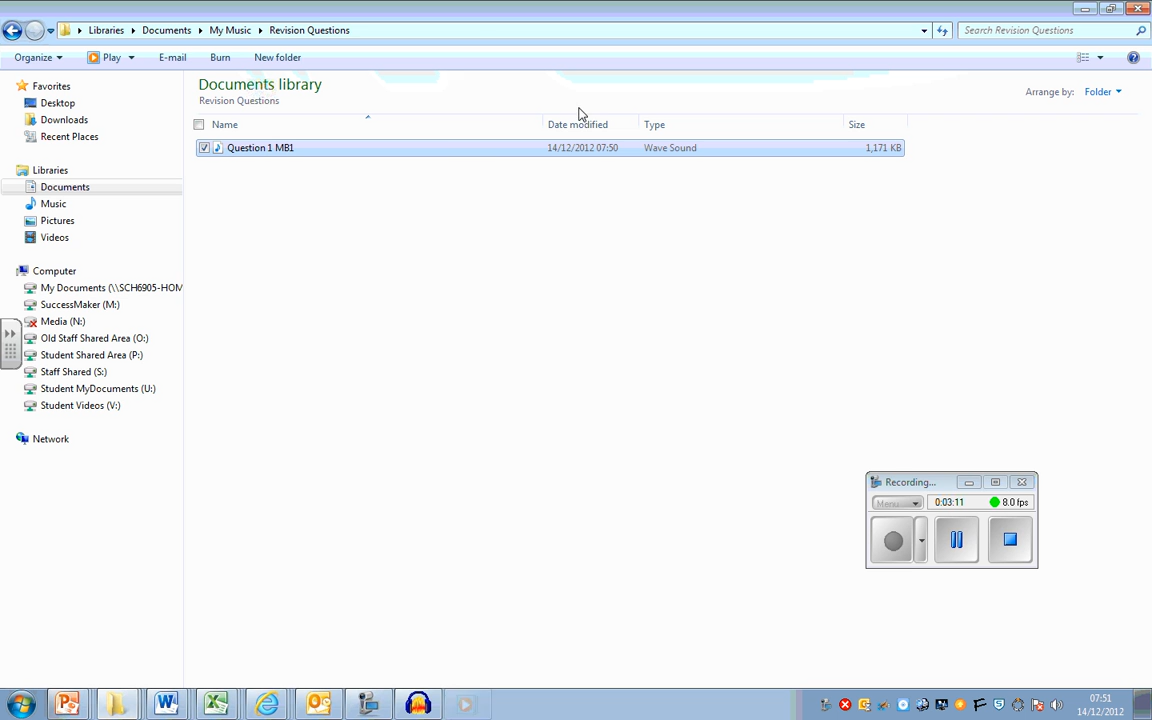 Libraries Documents My Music Revision Questions
Search Revision Questions
Organize Play E-mail Burn New folder
Favorites
Desktop
Downloads
Recent Places
Libraries
Documents
Music
Pictures
Videos
Computer
My Documents (\\SCH6905-HOM
SuccessMaker (M:)
Media (N:)
Old Staff Shared Area (O:)
Student Shared Area (P:)
Staff Shared (S:)
Student MyDocuments (U:)
Student Videos (V:)
Network
Documents library
Revision Questions
Arrange by: Folder
Name Date modified Type Size
Question 1 MB1 14/12/2012 07:50 Wave Sound 1,171 KB
Recording...
Menu 0:03:11 8.0 fps
07:51
14/12/2012